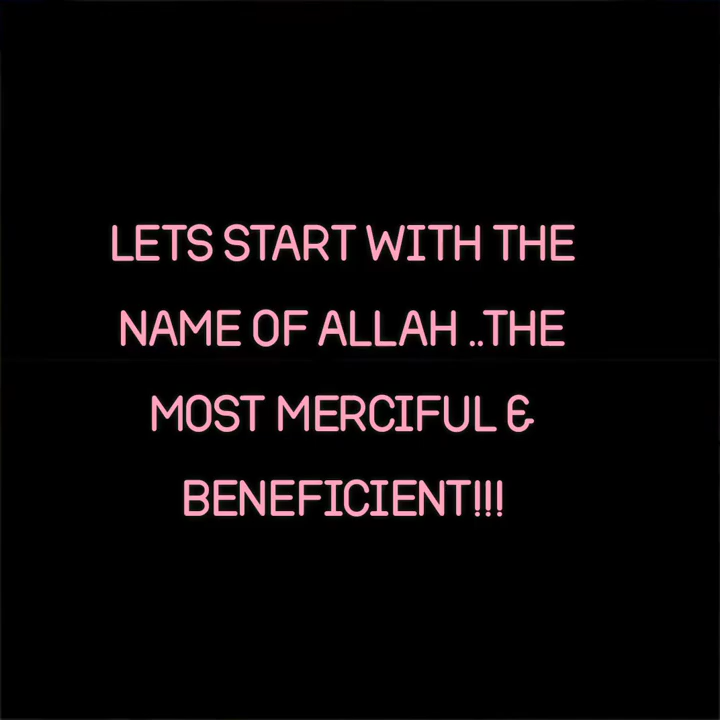 LETS START WITH THE
NAME OF ALLAH ..THE
MOST MERCIFUL &
BENEFICIENT!!!